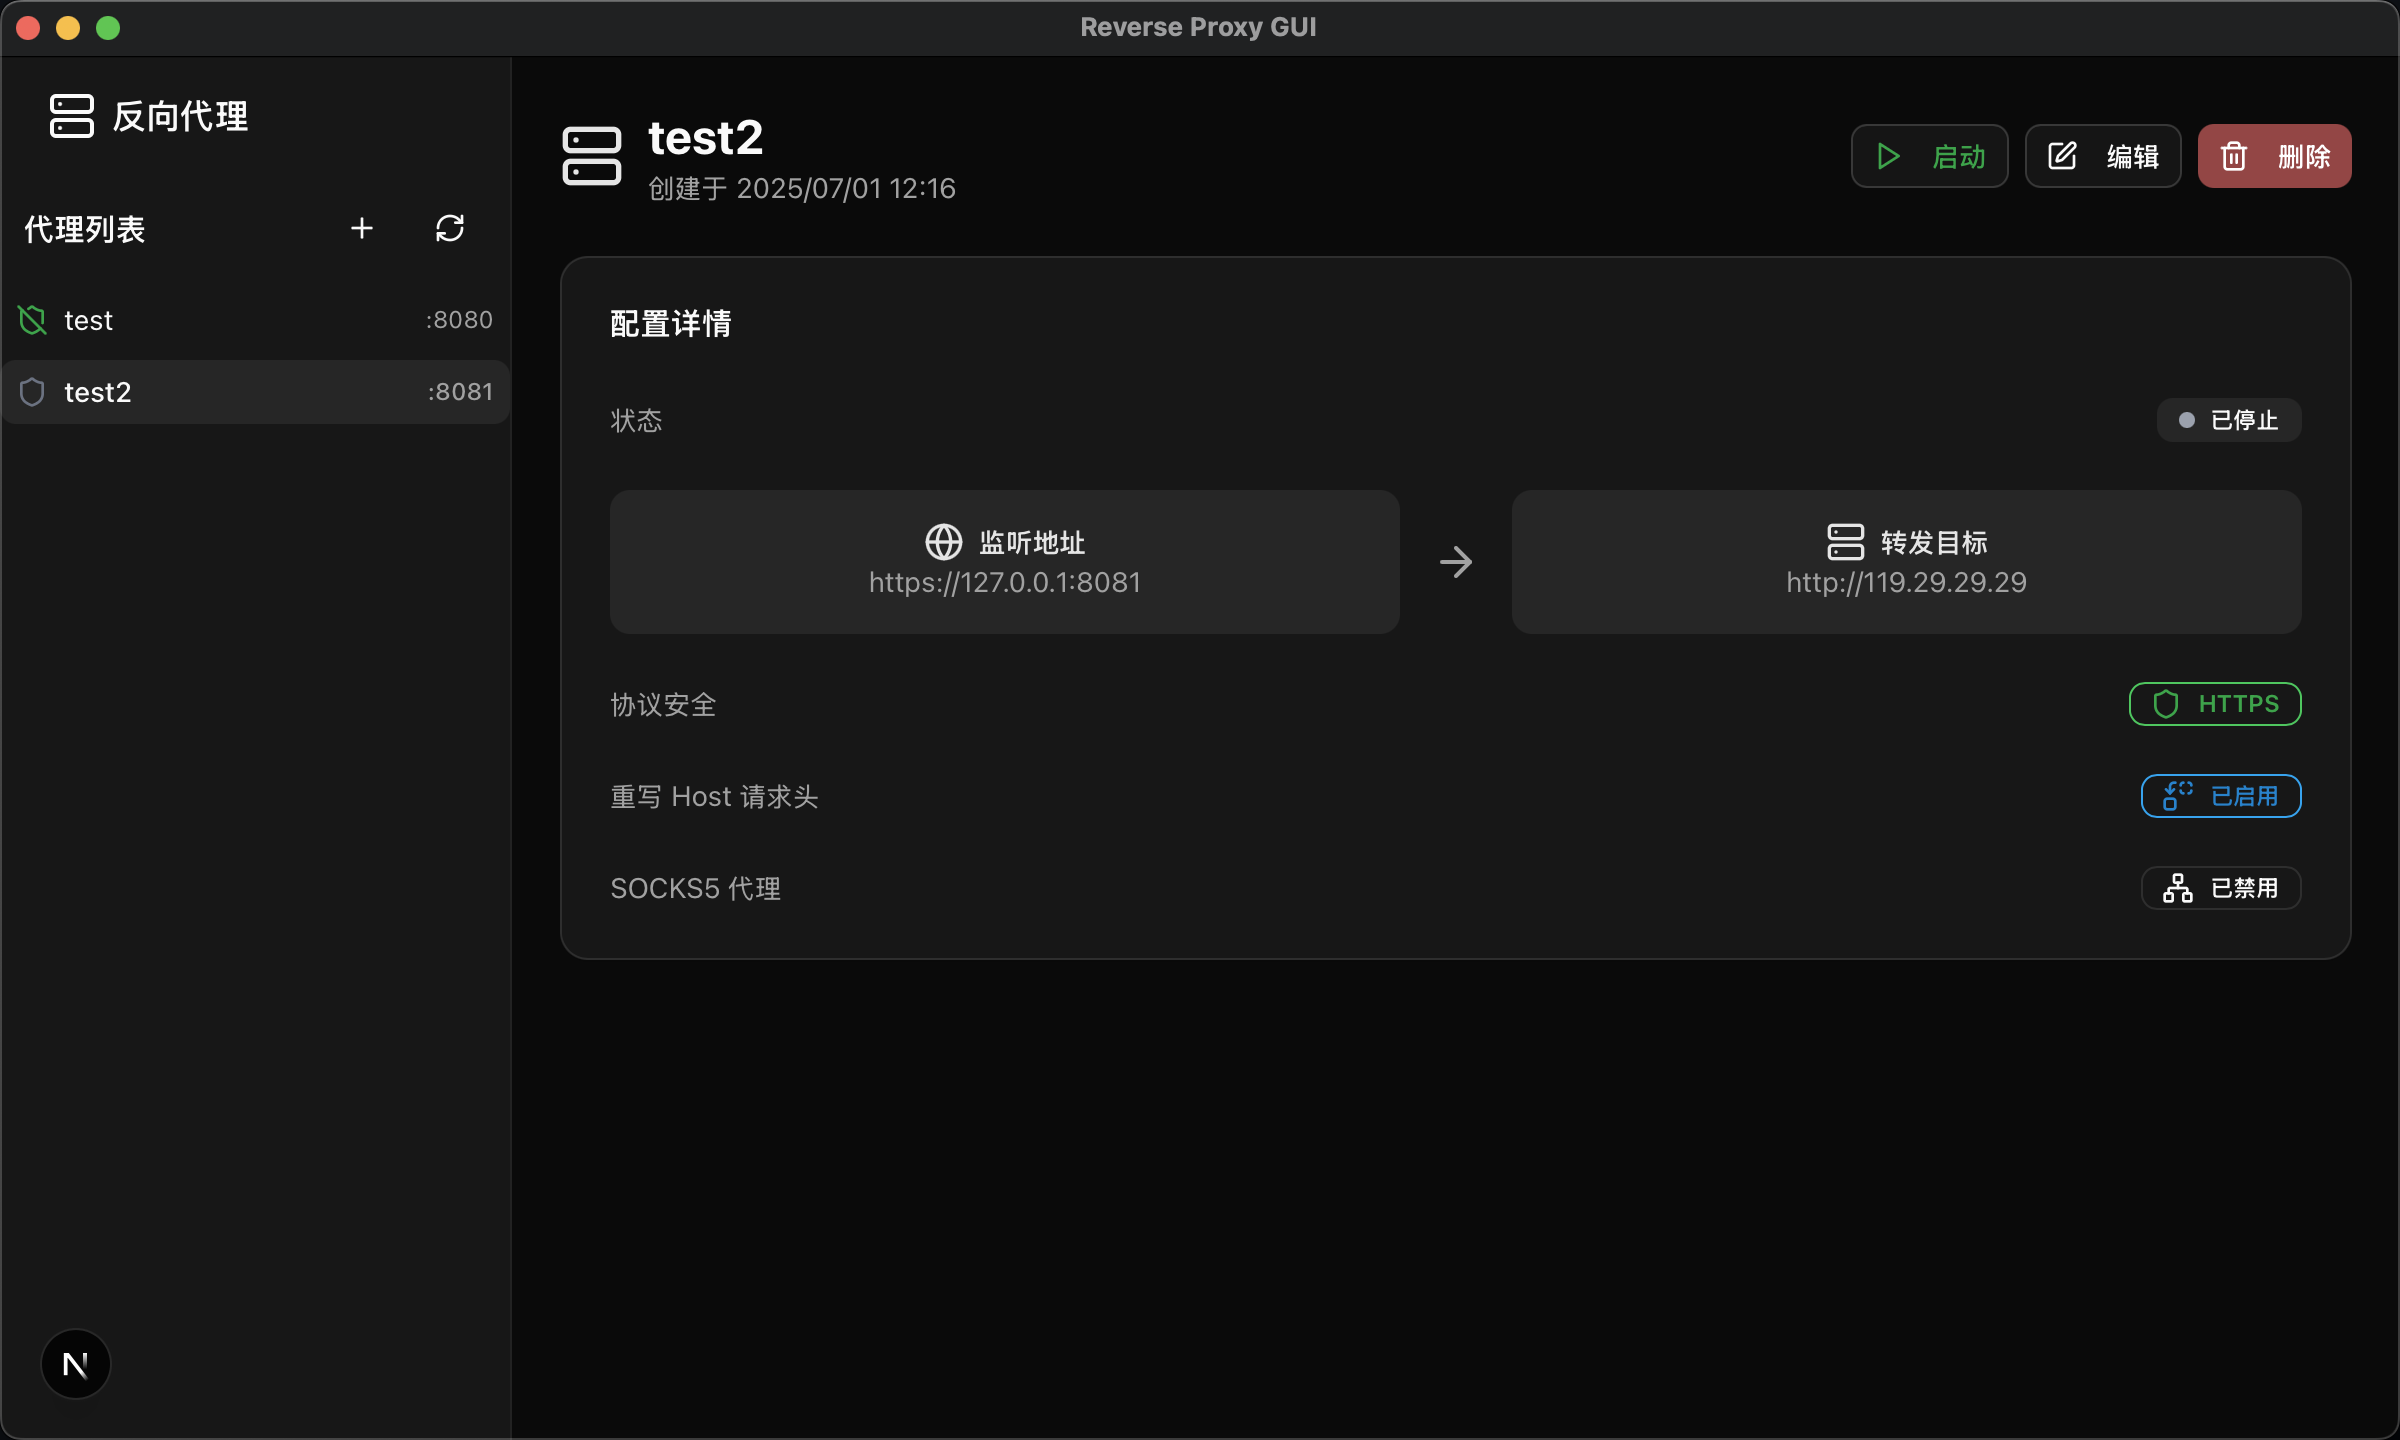 Reverse Proxy GUI
反向代理
代理列表
test :8080
test2 :8081
N
test2
创建于 2025/07/01 12:16
启动 编辑 删除
配置详情
状态 已停止
监听地址
https://127.0.0.1:8081
转发目标
http://119.29.29.29
协议安全 HTTPS
重写 Host 请求头 已启用
SOCKS5 代理 已禁用